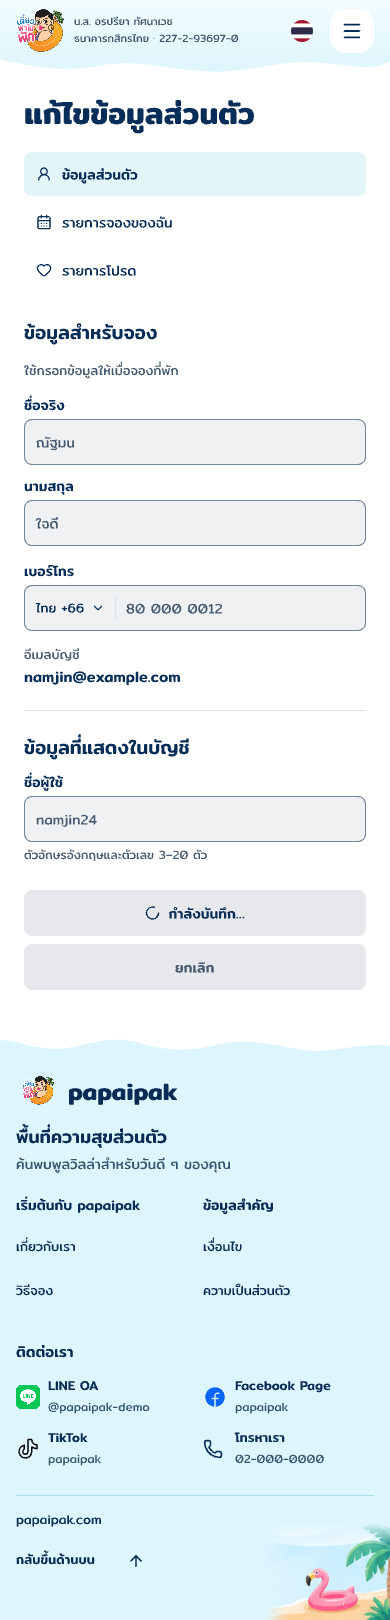 เที่ยว
พาไป
พัก
น.ส. อรปรียา ทัศนาเวช
ธนาคารกสิกรไทย · 227-2-93697-0
แก้ไขข้อมูลส่วนตัว
ข้อมูลส่วนตัว
รายการจองของฉัน
รายการโปรด
ข้อมูลสำหรับจอง
ใช้กรอกข้อมูลให้เมื่อจองที่พัก
ชื่อจริง
ณัฐมน
นามสกุล
ใจดี
เบอร์โทร
ไทย +66
80 000 0012
อีเมลบัญชี
namjin@example.com
ข้อมูลที่แสดงในบัญชี
ชื่อผู้ใช้
namjin24
ตัวอักษรอังกฤษและตัวเลข 3–20 ตัว
กำลังบันทึก…
ยกเลิก
papaipak
พื้นที่ความสุขส่วนตัว
ค้นพบพูลวิลล่าสำหรับวันดี ๆ ของคุณ
เริ่มต้นกับ papaipak
ข้อมูลสำคัญ
เกี่ยวกับเรา
เงื่อนไข
วิธีจอง
ความเป็นส่วนตัว
ติดต่อเรา
LINE OA
@papaipak-demo
Facebook Page
papaipak
TikTok
papaipak
โทรหาเรา
02-000-0000
papaipak.com
กลับขึ้นด้านบน